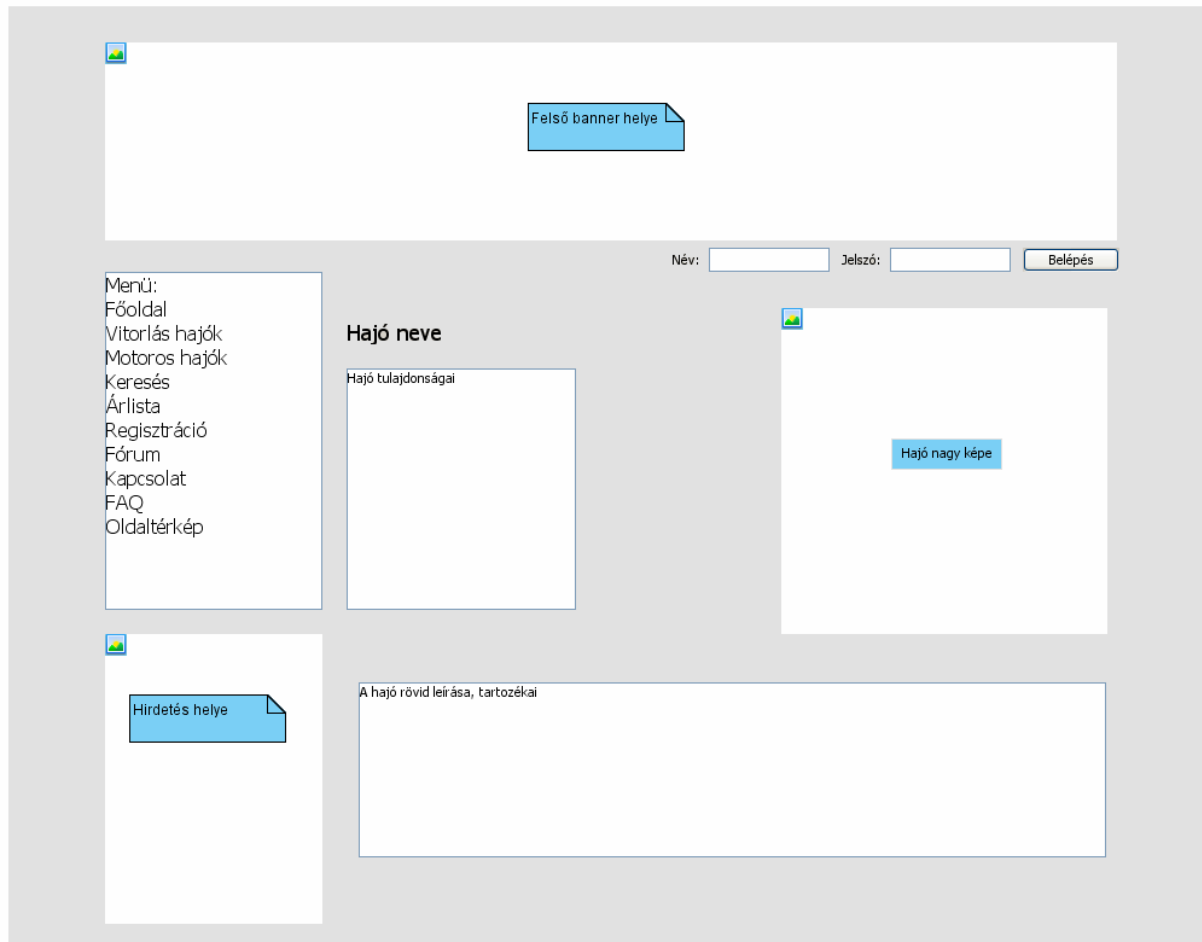 Felső banner helye
Név: Jelszó: Belépés
Menü:
Főoldal
Vitorlás hajók
Motoros hajók
Keresés
Árlista
Regisztráció
Fórum
Kapcsolat
FAQ
Oldaltérkép
Hajó neve
Hajó tulajdonságai
Hajó nagy képe
Hirdetés helye
A hajó rövid leírása, tartozékai